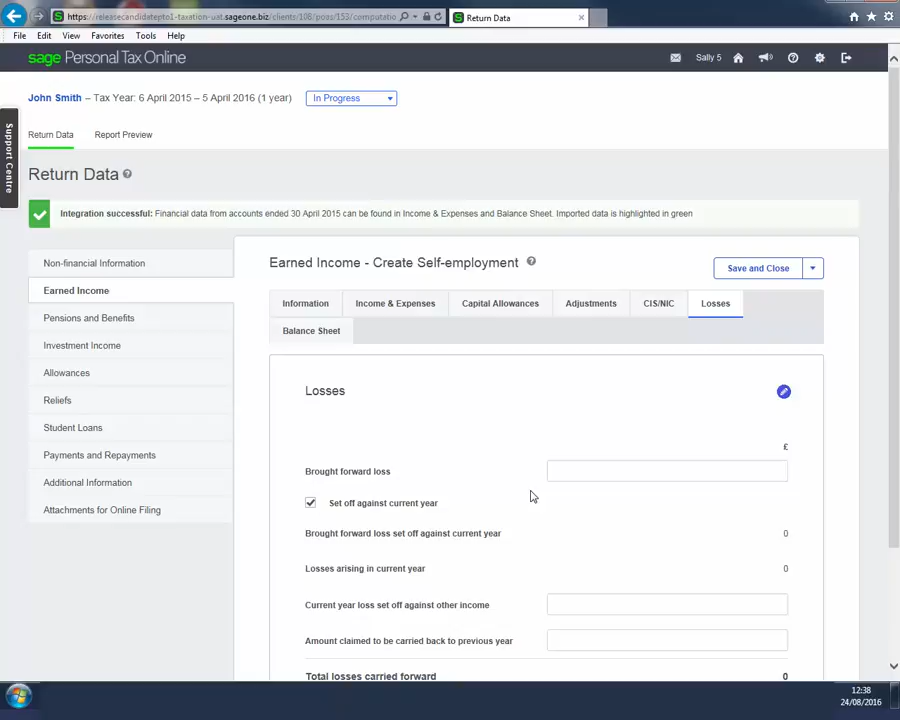 https://releasecandidatepto1-taxation-uat.sageone.biz/clients/108/poas/153/computatio
Return Data
File Edit View Favorites Tools Help
sage Personal Tax Online
Sally 5
John Smith – Tax Year: 6 April 2015 – 5 April 2016 (1 year)
In Progress
Support Centre
Return Data
Report Preview
Return Data
Integration successful: Financial data from accounts ended 30 April 2015 can be found in Income & Expenses and Balance Sheet. Imported data is highlighted in green
Non-financial Information
Earned Income
Pensions and Benefits
Investment Income
Allowances
Reliefs
Student Loans
Payments and Repayments
Additional Information
Attachments for Online Filing
Earned Income - Create Self-employment
Save and Close
Information
Income & Expenses
Capital Allowances
Adjustments
CIS/NIC
Losses
Balance Sheet
Losses
£
Brought forward loss
Set off against current year
Brought forward loss set off against current year 0
Losses arising in current year 0
Current year loss set off against other income
Amount claimed to be carried back to previous year
Total losses carried forward 0
12:38
24/08/2016